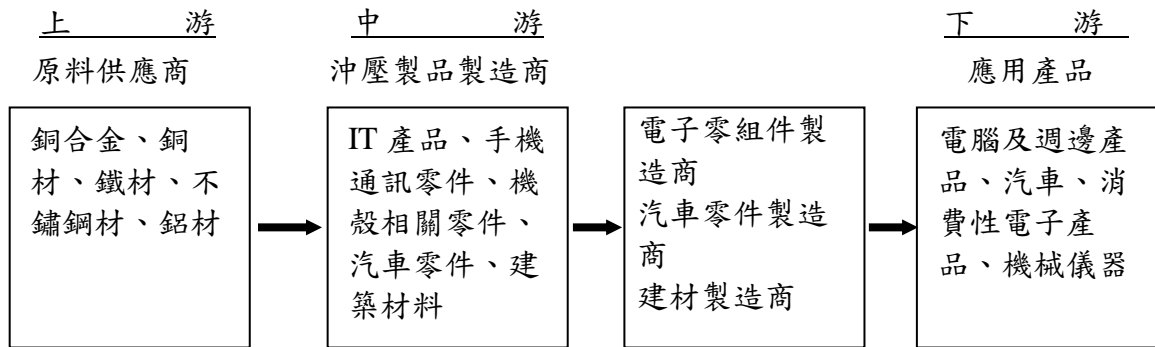 上游
原料供應商
銅合金、銅
材、鐵材、不
鏽鋼材、鋁材
中游
沖壓製品製造商
IT 產品、手機
通訊零件、機
殼相關零件、
汽車零件、建
築材料
電子零組件製
造商
汽車零件製造
商
建材製造商
下游
應用產品
電腦及週邊產
品、汽車、消
費性電子產
品、機械儀器